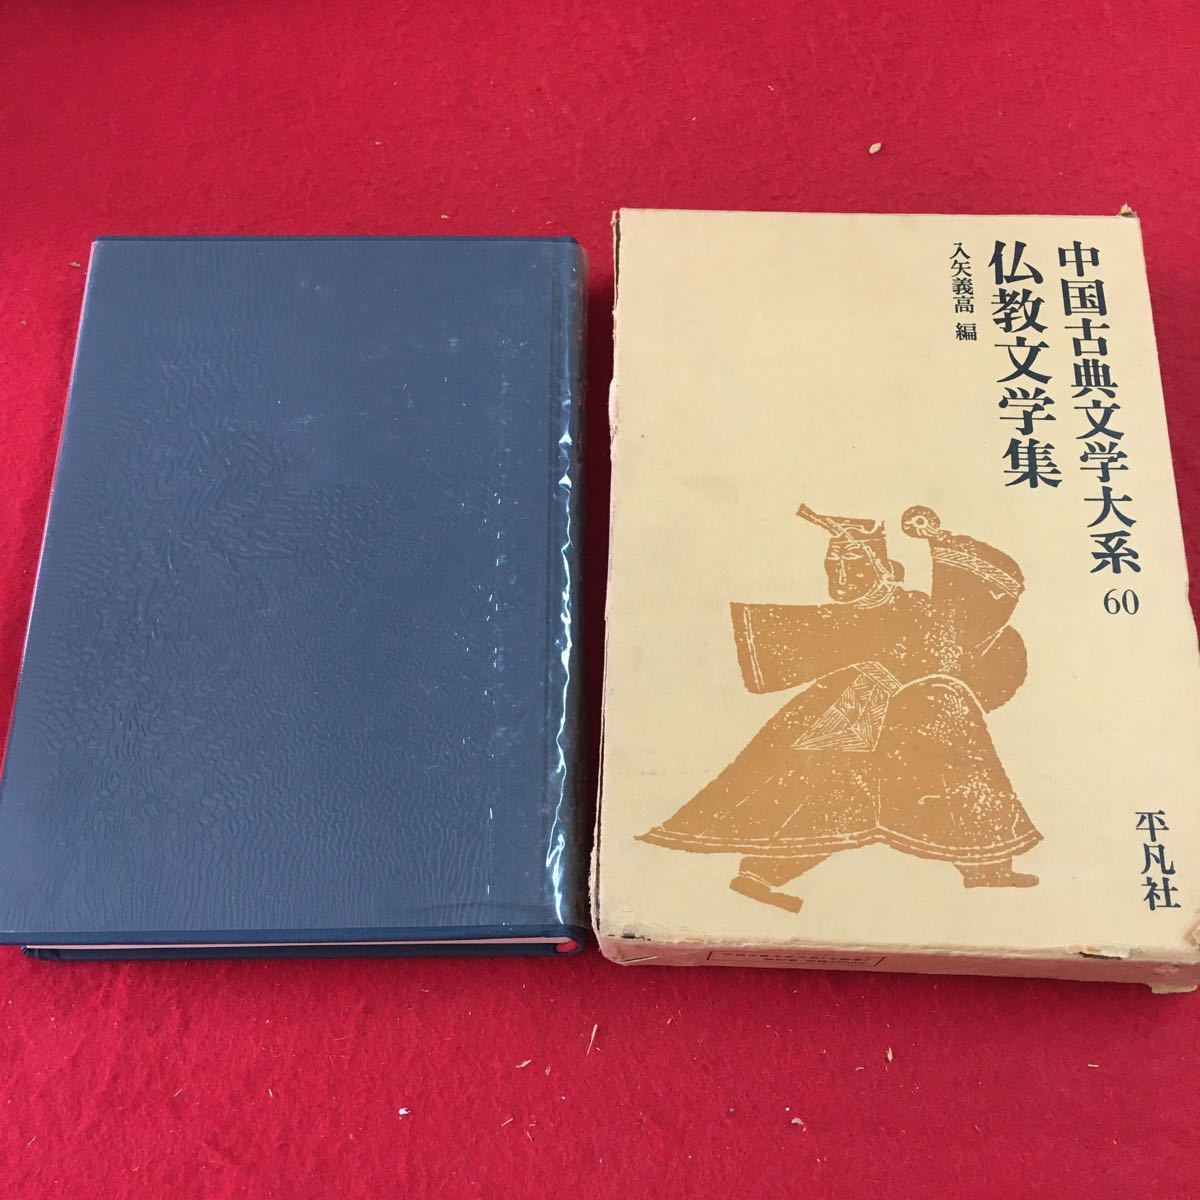 中国古典文学大系 60
仏教文学集
入矢義高 編
平凡社